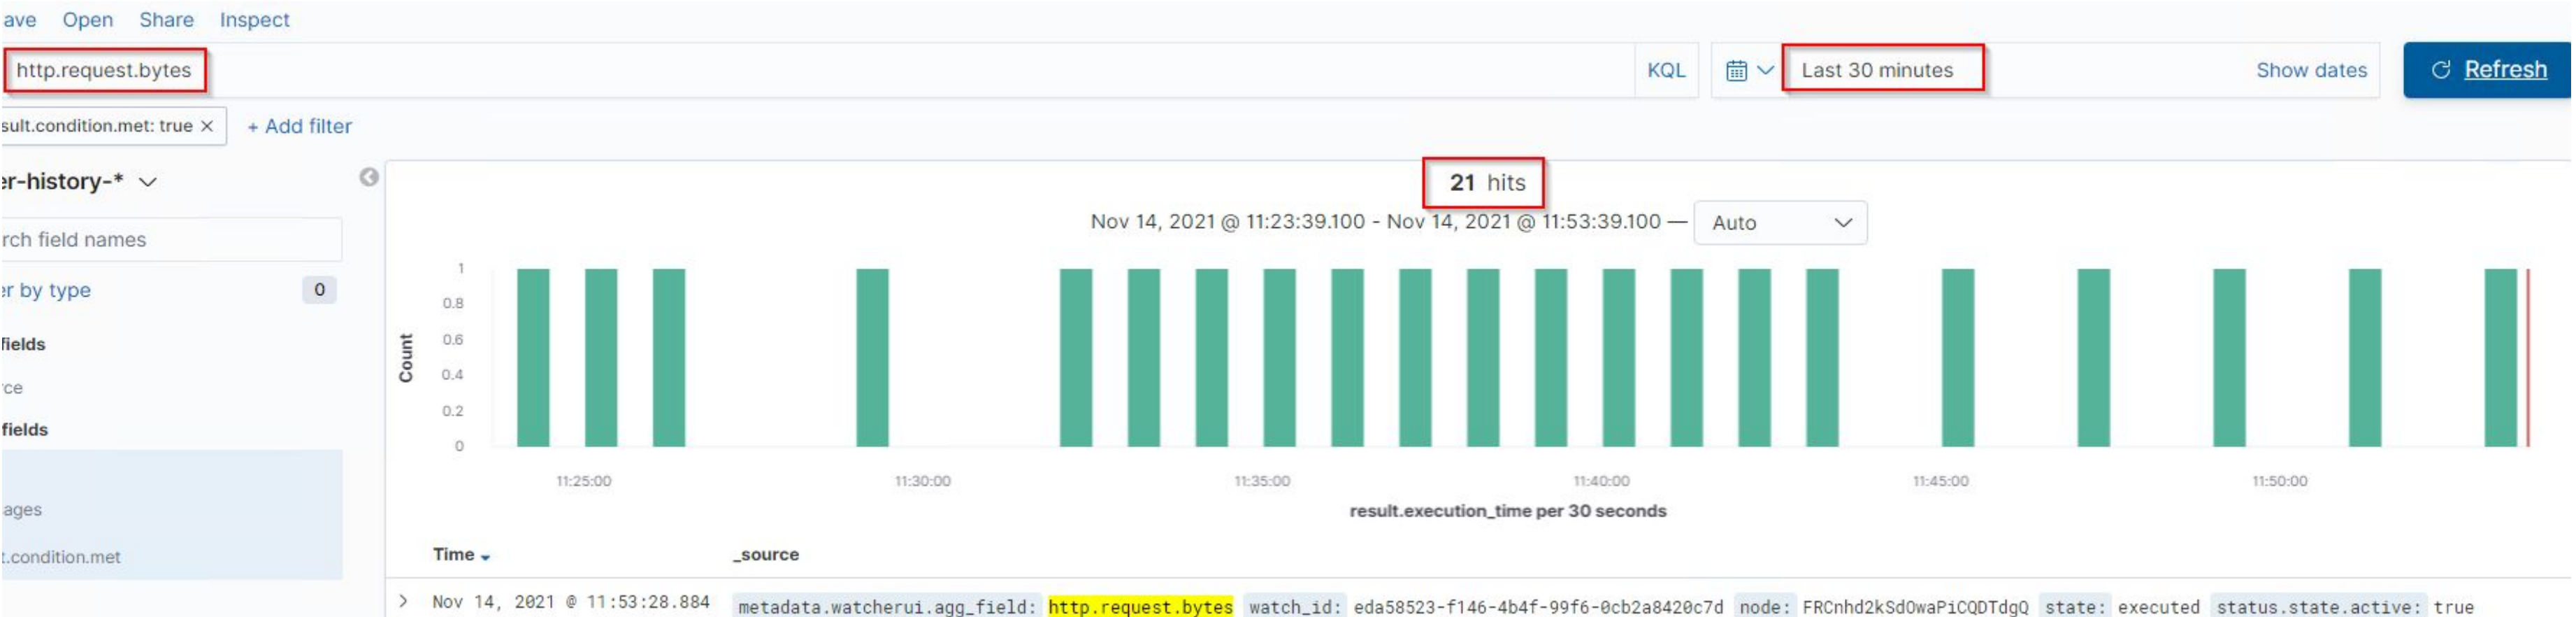 ave Open Share Inspect
http.request.bytes KQL Last 30 minutes Show dates Refresh
sult.condition.met: true × + Add filter
er-history-*
21 hits
Nov 14, 2021 @ 11:23:39.100 - Nov 14, 2021 @ 11:53:39.100 — Auto
rch field names
er by type 0
fields
ce
fields
ages
t.condition.met
Count
1
0.8
0.6
0.4
0.2
0
11:25:00 11:30:00 11:35:00 11:40:00 11:45:00 11:50:00
result.execution_time per 30 seconds
Time _source
> Nov 14, 2021 @ 11:53:28.884 metadata.watcherui.agg_field: http.request.bytes watch_id: eda58523-f146-4b4f-99f6-0cb2a8420c7d node: FRCnhd2kSdOwaPiCQDTdgQ state: executed status.state.active: true